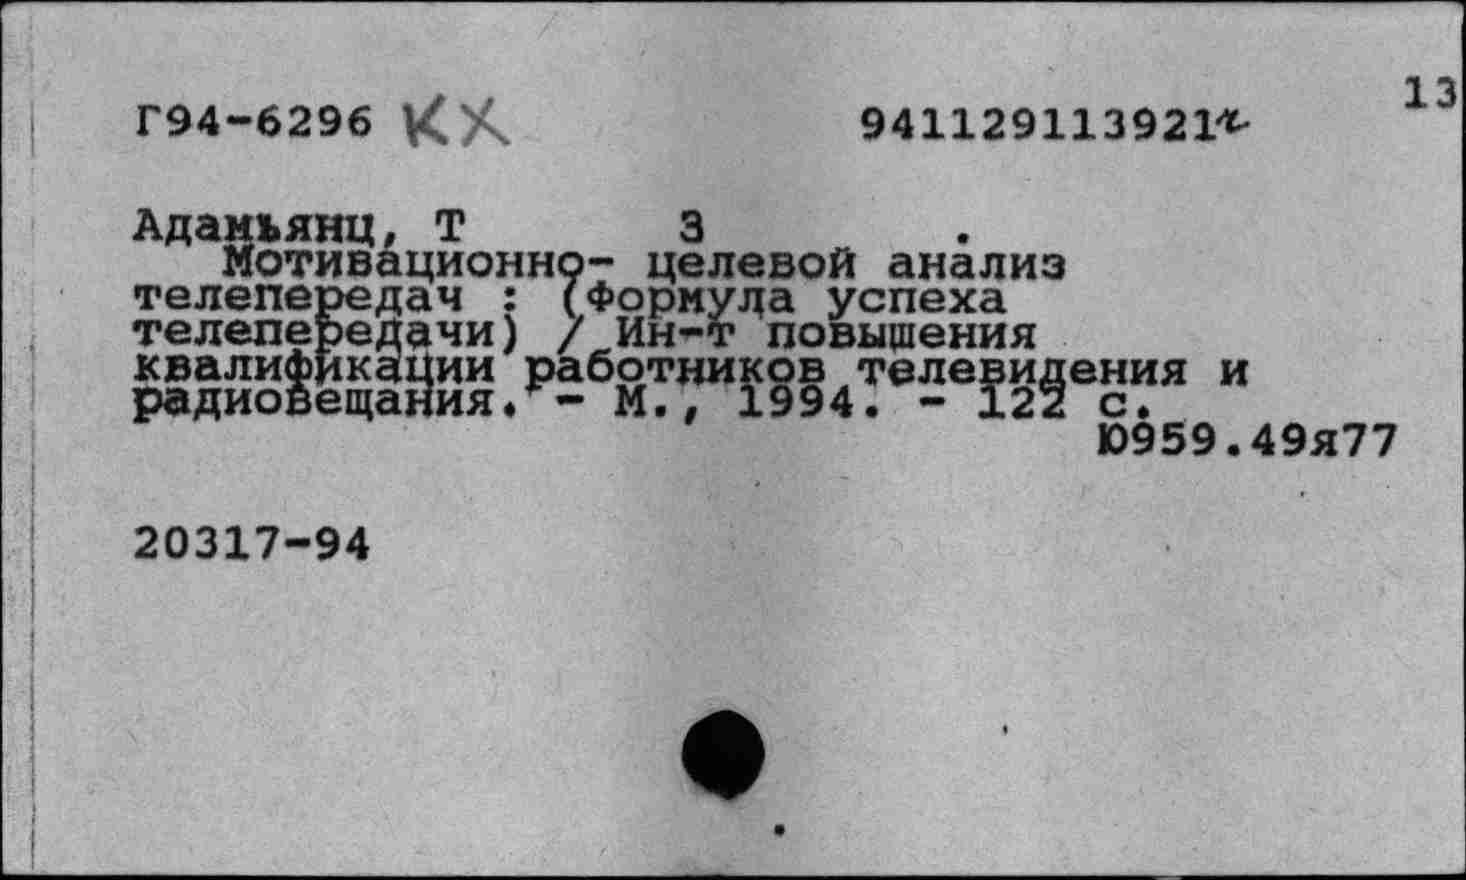 13
Г94-6296 КХ 941129113921
Адамьянц, Т З .
Мотивационно- целевой анализ
телепередач : (Формула успеха
телепередачи) / Ин-т повышения
квалификации работников телевидения и
радиовещания. - М., 1994. - 122 с.
Ю959.49я77
20317-94